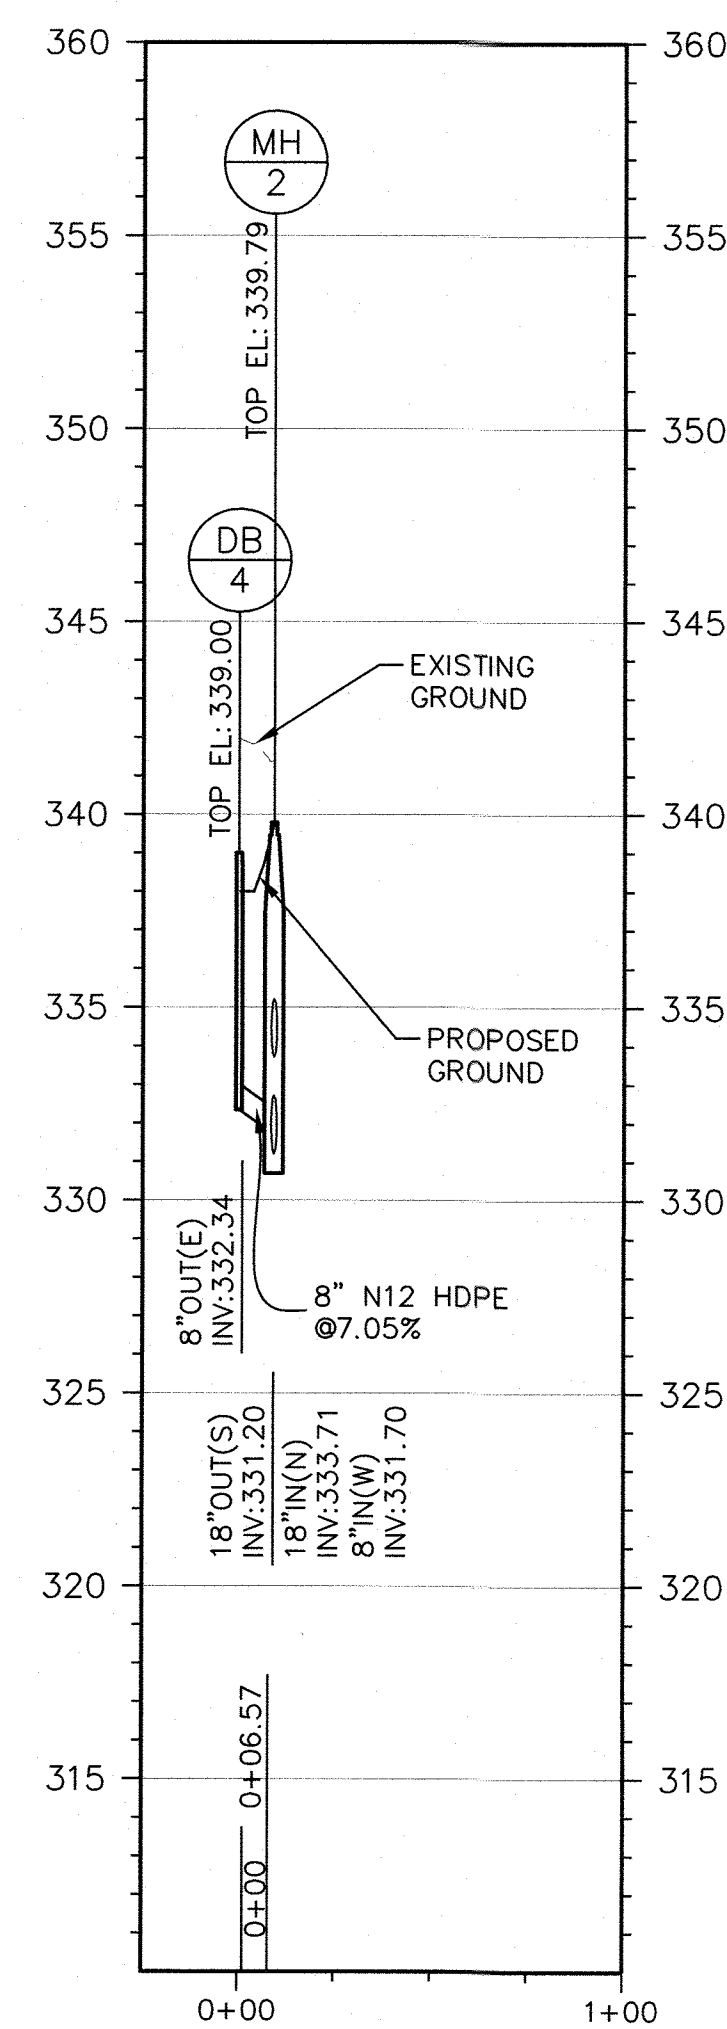 360
360
MH
2
355
355
TOP EL: 339.79
350
350
DB
4
345
345
TOP EL: 339.00
EXISTING
GROUND
340
340
335
335
PROPOSED
GROUND
330
330
8"OUT(E)
INV:332.34
8" N12 HDPE
@7.05%
325
325
18"OUT(S)
INV:331.20
18"IN(N)
INV:333.71
8"IN(W)
INV:331.70
320
320
0+06.57
315
315
0+00
0+00
1+00